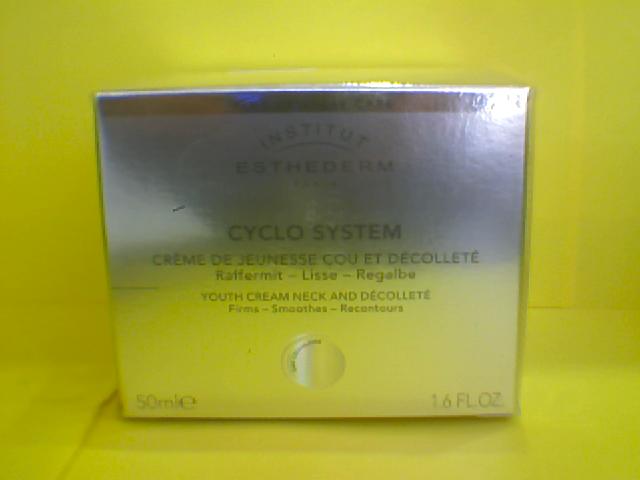 CARE
INSTITUT
ESTHEDERM
PARIS
CYCLO SYSTEM
CRÈME DE JEUNESSE COU ET DÉCOLLETÉ
Raffermit – Lisse – Regalbe
YOUTH CREAM NECK AND DÉCOLLETÉ
Firms – Smoothes – Recontours
50ml℮
1.6 FL.OZ.